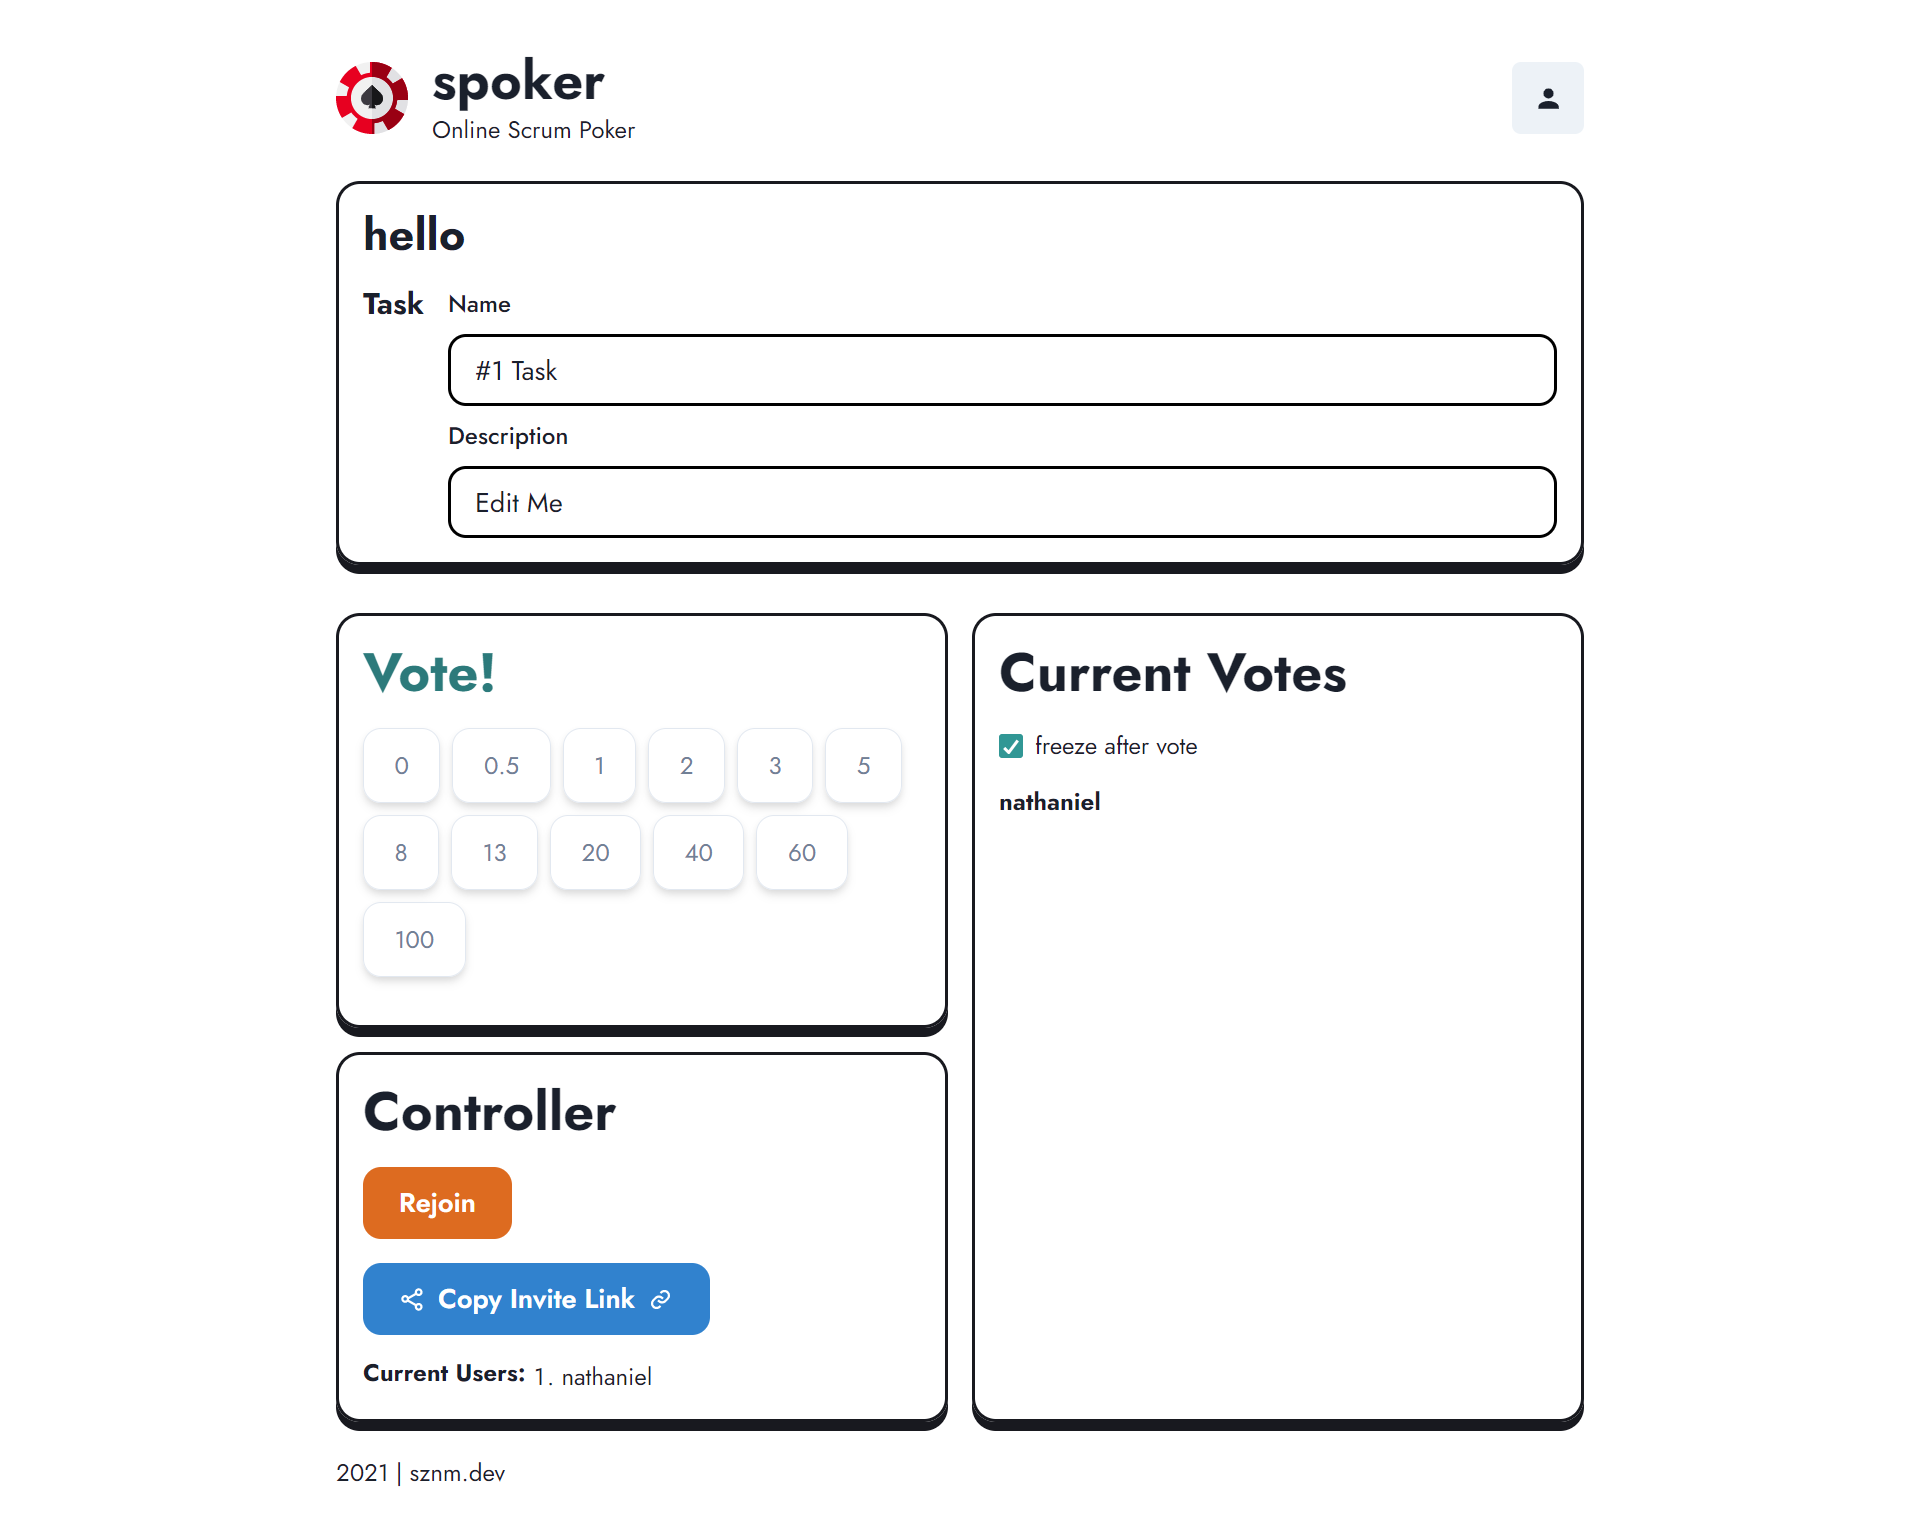 spoker
Online Scrum Poker
hello
Task
Name
#1 Task
Description
Edit Me
Vote!
0 0.5 1 2 3 5
8 13 20 40 60
100
Current Votes
freeze after vote
nathaniel
Controller
Rejoin
Copy Invite Link
Current Users: 1. nathaniel
2021 | sznm.dev